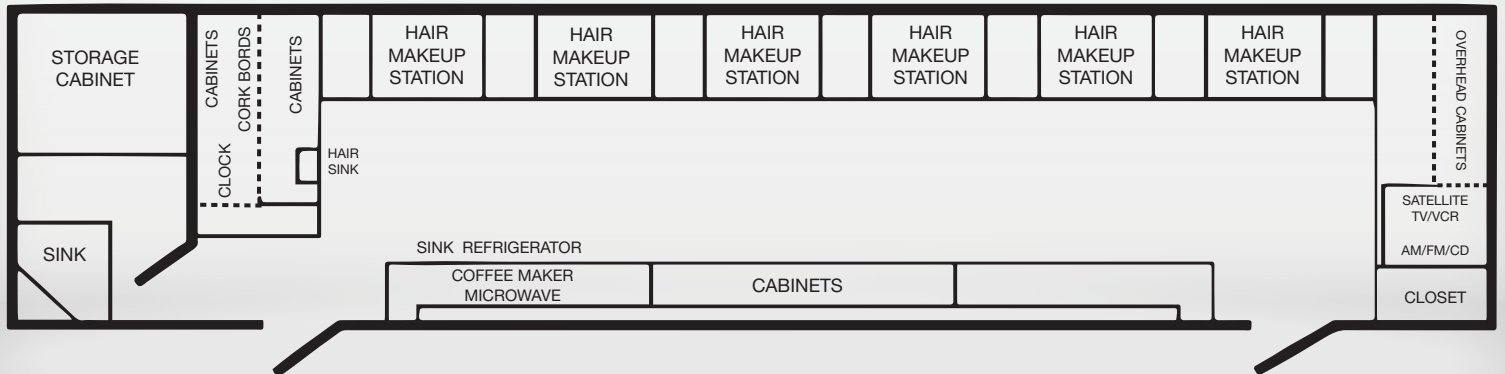 STORAGE
CABINET
CABINETS
CORK BORDS
CLOCK
CABINETS
HAIR
SINK
HAIR
MAKEUP
STATION
HAIR
MAKEUP
STATION
HAIR
MAKEUP
STATION
HAIR
MAKEUP
STATION
HAIR
MAKEUP
STATION
HAIR
MAKEUP
STATION
OVERHEAD CABINETS
SATELLITE
TV/VCR
AM/FM/CD
CLOSET
SINK
SINK REFRIGERATOR
COFFEE MAKER
MICROWAVE
CABINETS